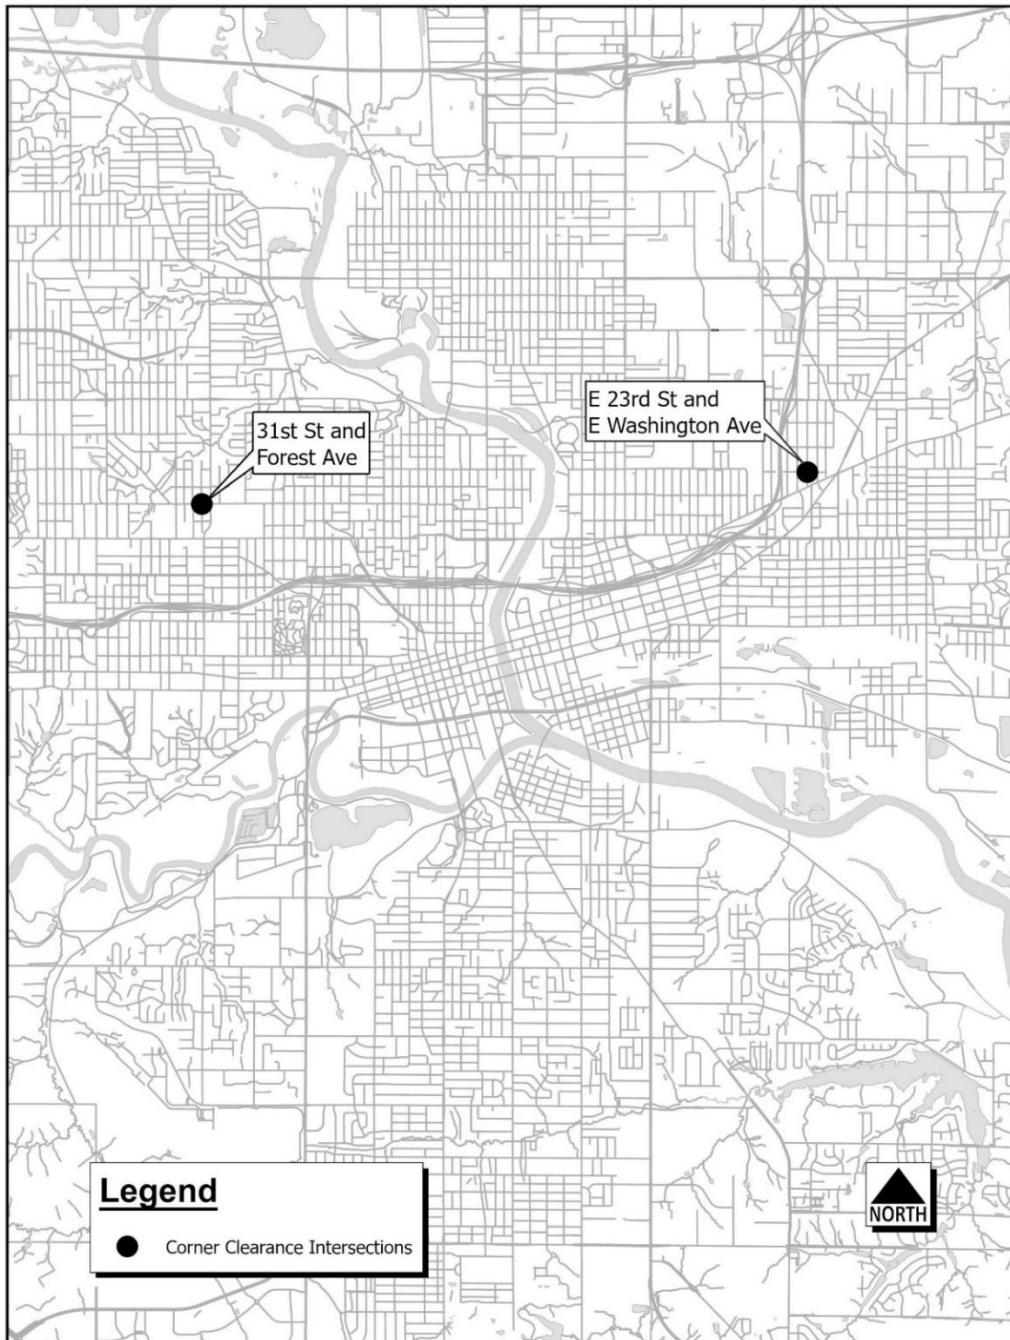 E 23rd St and
E Washington Ave
31st St and
Forest Ave
Legend
Corner Clearance Intersections
NORTH